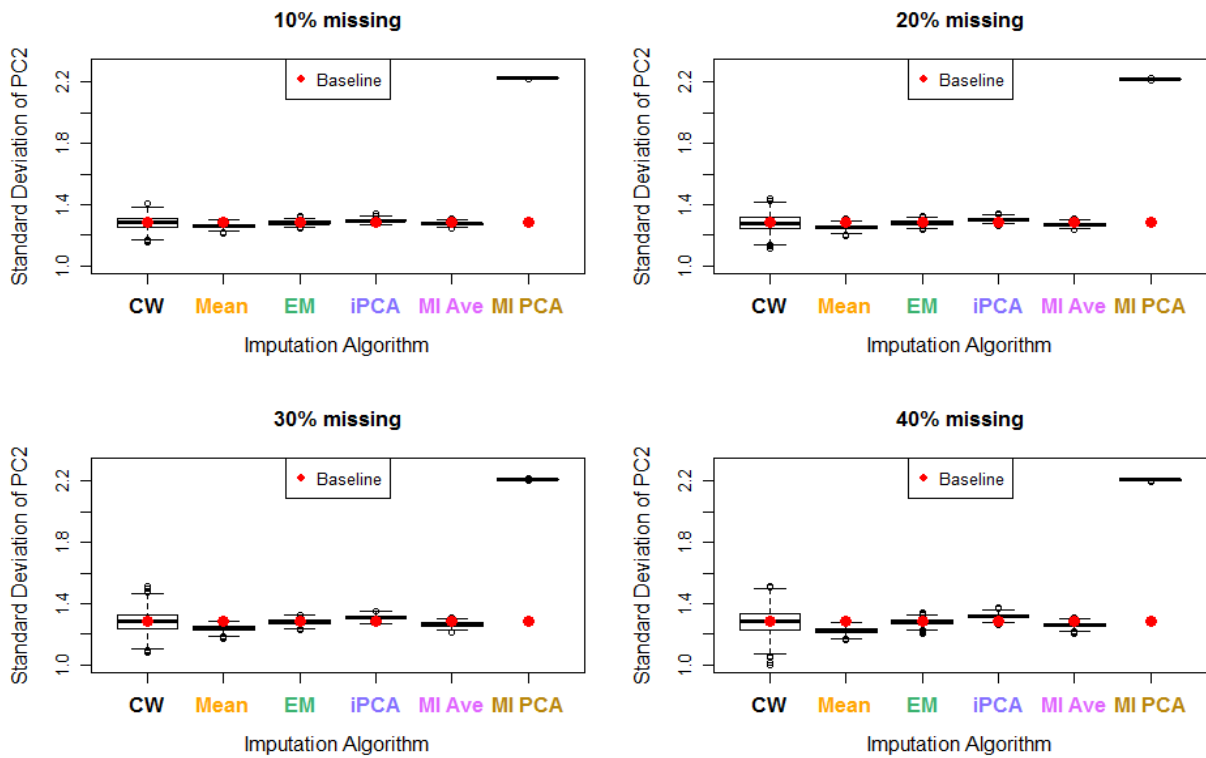 10% missing
Standard Deviation of PC2
2.2
1.8
1.4
1.0
Baseline
CW Mean EM iPCA MI Ave MI PCA
Imputation Algorithm
20% missing
Standard Deviation of PC2
2.2
1.8
1.4
1.0
Baseline
CW Mean EM iPCA MI Ave MI PCA
Imputation Algorithm
30% missing
Standard Deviation of PC2
2.2
1.8
1.4
1.0
Baseline
CW Mean EM iPCA MI Ave MI PCA
Imputation Algorithm
40% missing
Standard Deviation of PC2
2.2
1.8
1.4
1.0
Baseline
CW Mean EM iPCA MI Ave MI PCA
Imputation Algorithm